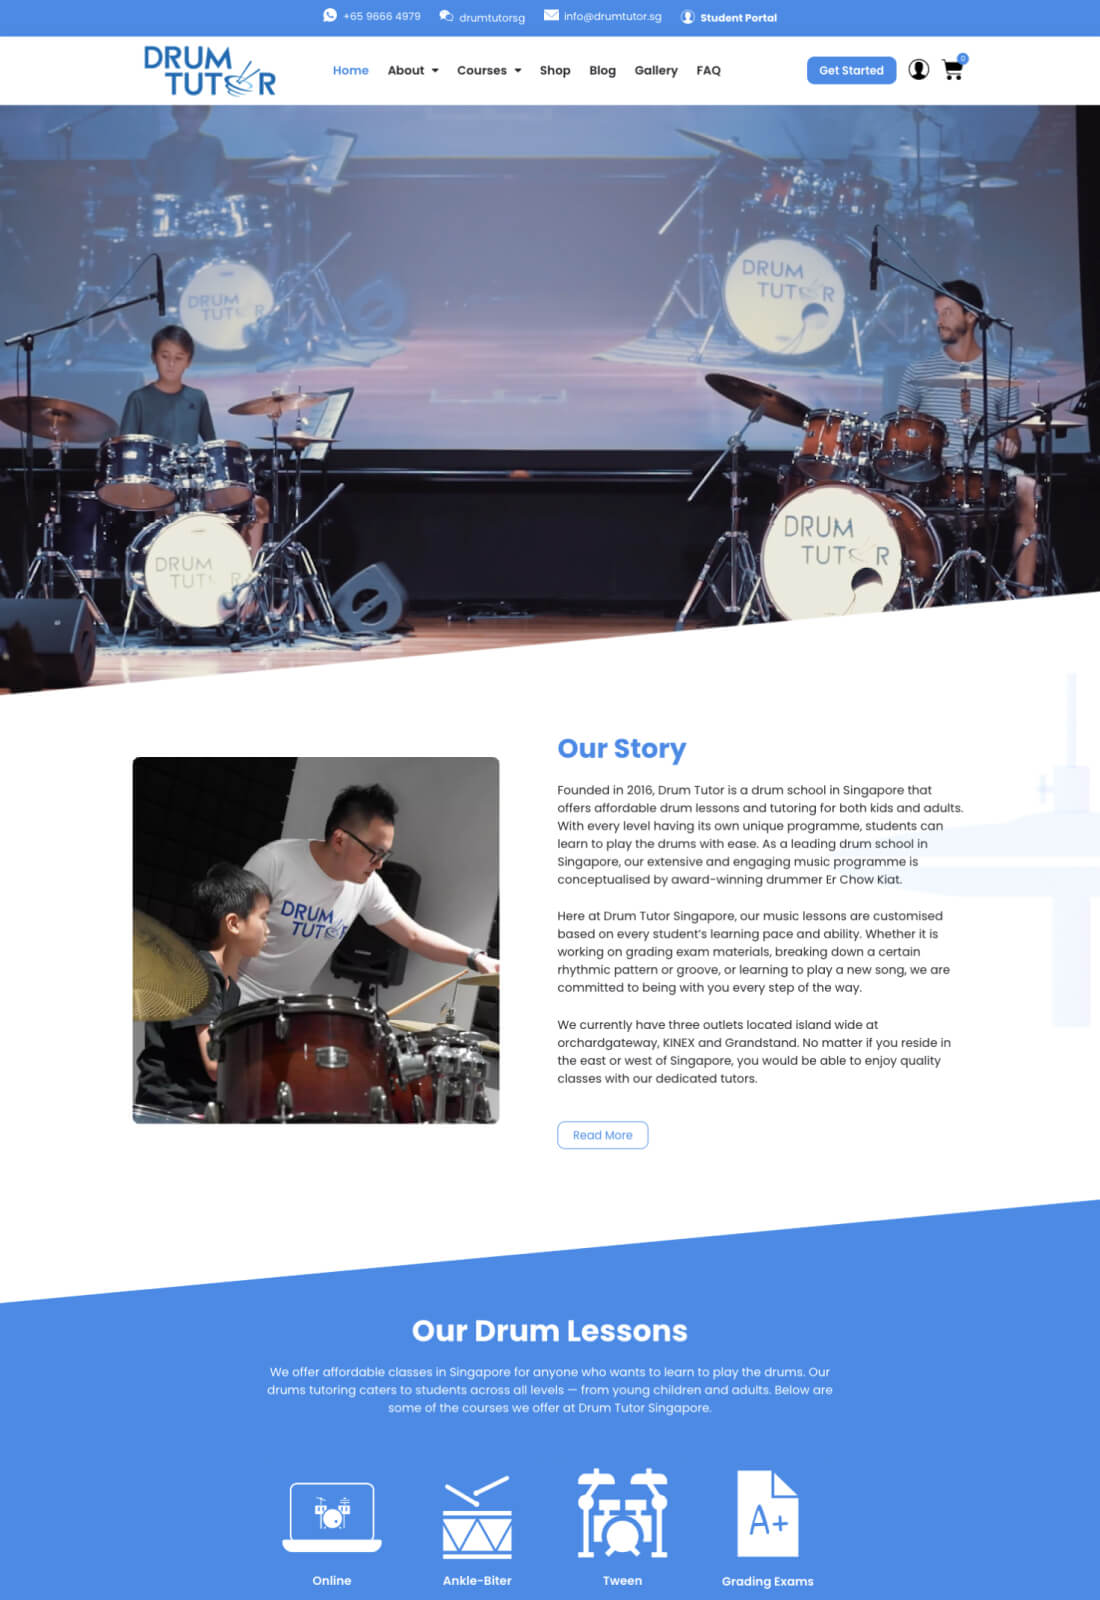 +65 9666 4979 drumtutorsg info@drumtutor.sg Student Portal
DRUM
TUTOR
Home About Courses Shop Blog Gallery FAQ
Get Started
0
DRUM
TUTOR
DRUM
TUTOR
DRUM
TUT R
DRUM
TUTOR
Our Story
Founded in 2016, Drum Tutor is a drum school in Singapore that
offers affordable drum lessons and tutoring for both kids and adults.
With every level having its own unique programme, students can
learn to play the drums with ease. As a leading drum school in
Singapore, our extensive and engaging music programme is
conceptualised by award-winning drummer Er Chow Kiat.
DRUM
TUTOR
Here at Drum Tutor Singapore, our music lessons are customised
based on every student's learning pace and ability. Whether it is
working on grading exam materials, breaking down a certain
rhythmic pattern or groove, or learning to play a new song, we are
committed to being with you every step of the way.
We currently have three outlets located island wide at
orchardgateway, KINEX and Grandstand. No matter if you reside in
the east or west of Singapore, you would be able to enjoy quality
classes with our dedicated tutors.
Read More
Our Drum Lessons
We offer affordable classes in Singapore for anyone who wants to learn to play the drums. Our
drums tutoring caters to students across all levels — from young children and adults. Below are
some of the courses we offer at Drum Tutor Singapore.
A+
Online Ankle-Biter Tween Grading Exams